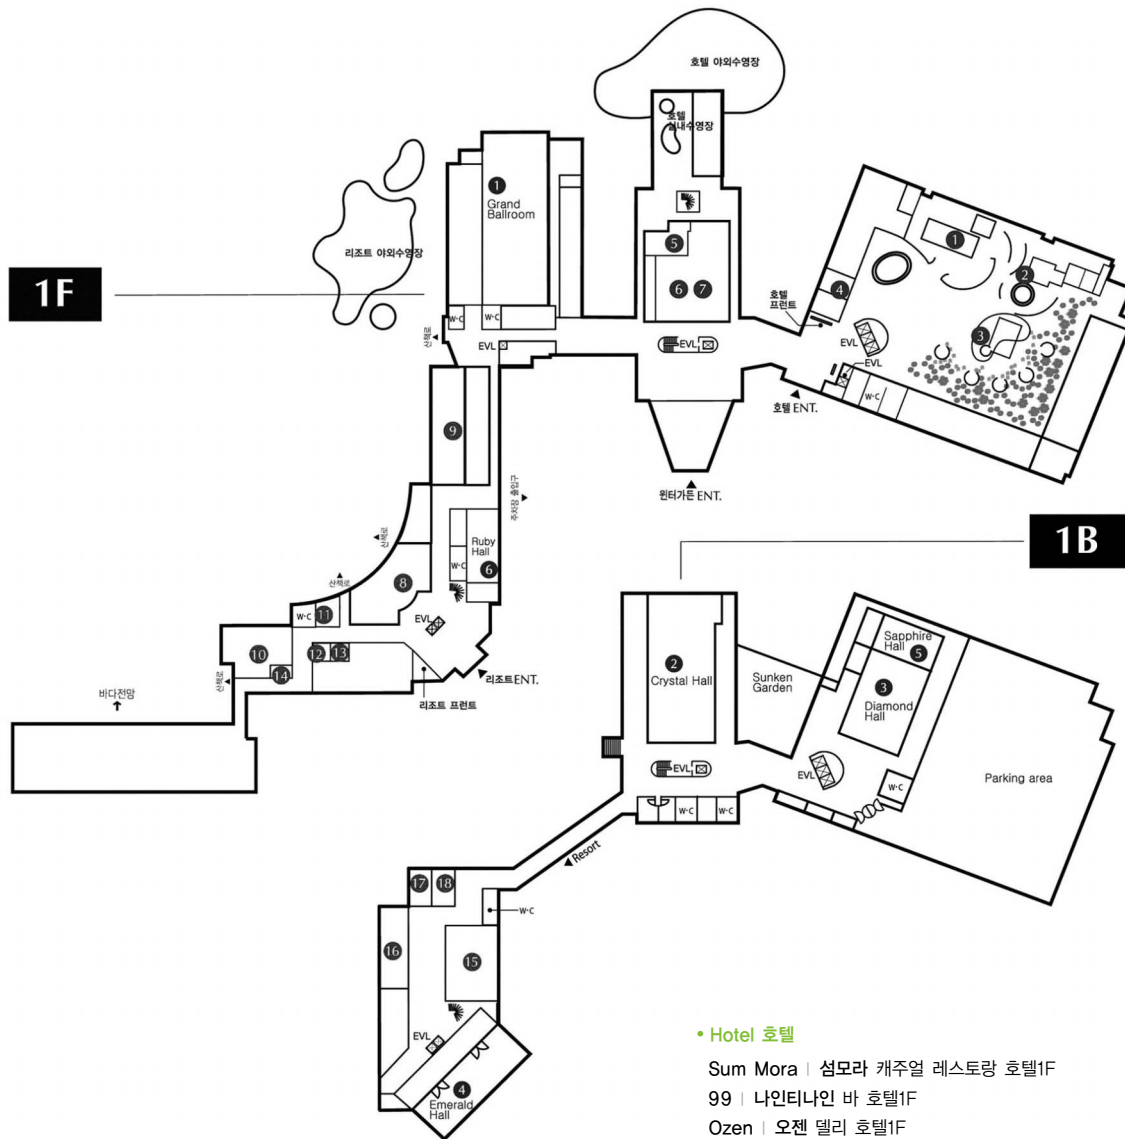 호텔 야외수영장
호텔
실내수영장
1
Grand
Ballroom
리조트 야외수영장
5
6 7
1F
W·C
W·C
산책로
EVL
EVL
호텔
프런트
4
1
2
3
EVL
EVL
W·C
호텔 ENT.
윈터가든 ENT.
9
주차장 출입구
산책로
Ruby
Hall
6
W·C
8
산책로
W·C
11
EVL
10
12
13
14
산책로
리조트ENT.
리조트 프런트
바다전망
1B
2
Crystal Hall
Sunken
Garden
Sapphire
Hall
5
3
Diamond
Hall
EVL
EVL
W·C
Parking area
W·C
W·C
Resort
17
18
W·C
16
15
EVL
4
Emerald
Hall
• Hotel 호텔
Sum Mora | 섬모라 캐주얼 레스토랑 호텔1F
99 | 나인티나인 바 호텔1F
Ozen | 오젠 델리 호텔1F